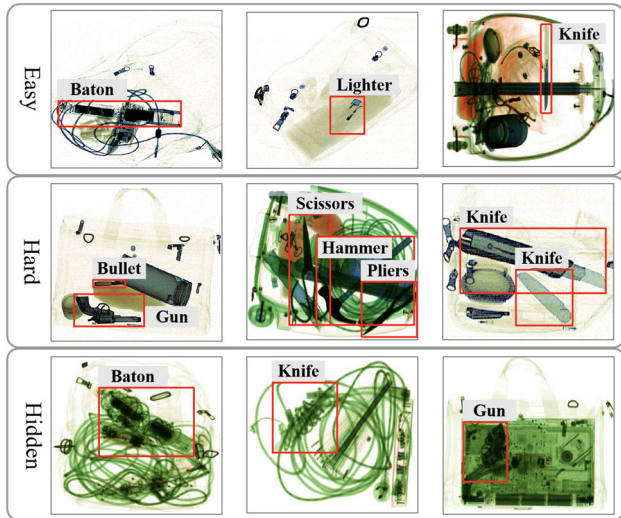 Easy
Baton
Lighter
Knife
Hard
Bullet
Gun
Scissors
Hammer
Pliers
Knife
Knife
Hidden
Baton
Knife
Gun